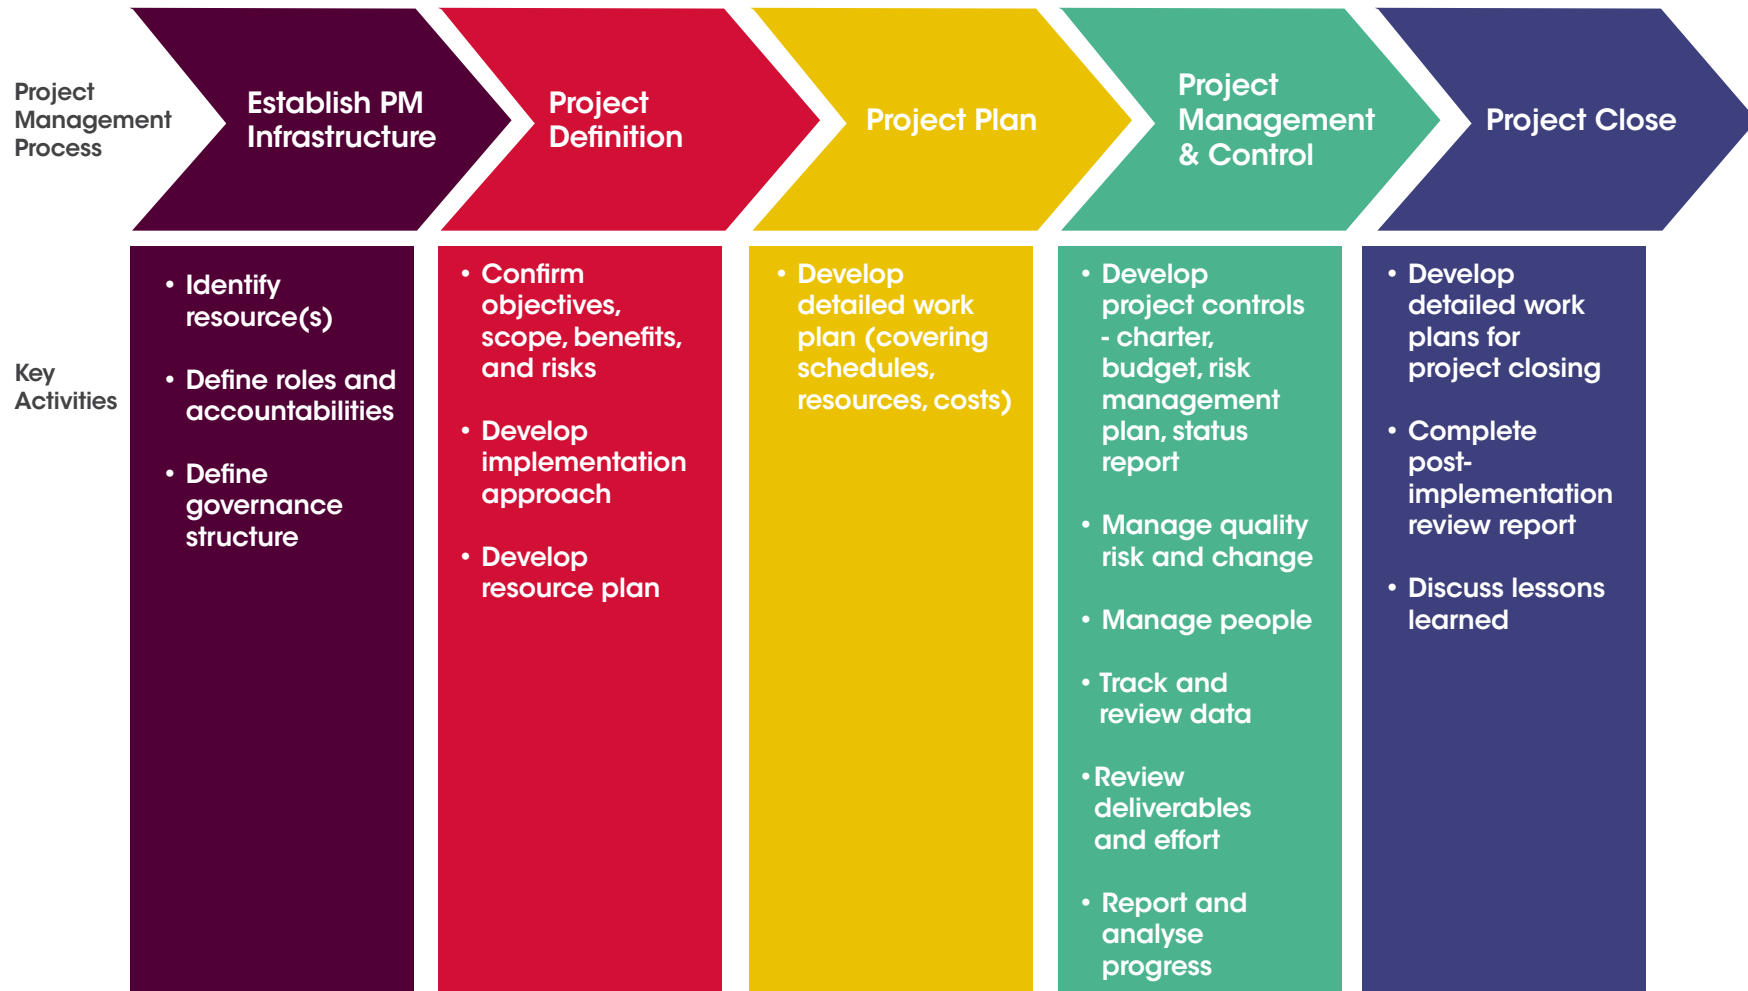 Project
Management
Process
Establish PM
Infrastructure
Project
Definition
Project Plan
Project
Management
& Control
Project Close
Key
Activities
• Identify
resource(s)
• Define roles and
accountabilities
• Define
governance
structure
• Confirm
objectives,
scope, benefits,
and risks
• Develop
implementation
approach
• Develop
resource plan
• Develop
detailed work
plan (covering
schedules,
resources, costs)
• Develop
project controls
- charter,
budget, risk
management
plan, status
report
• Manage quality
risk and change
• Manage people
• Track and
review data
• Review
deliverables
and effort
• Report and
analyse
progress
• Develop
detailed work
plans for
project closing
• Complete
post-
implementation
review report
• Discuss lessons
learned